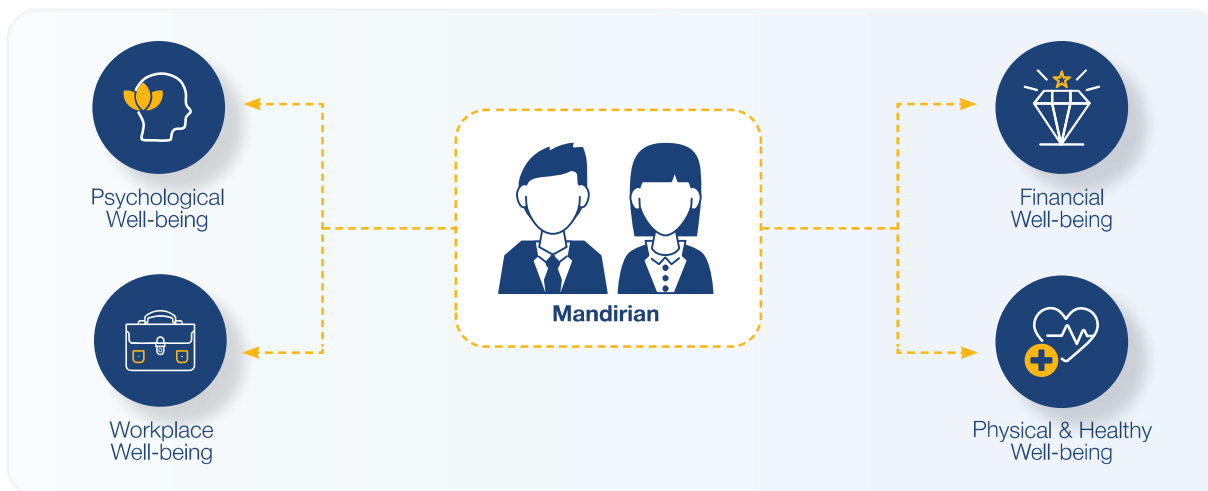 Psychological
Well-being
Financial
Well-being
Mandirian
Workplace
Well-being
Physical & Healthy
Well-being